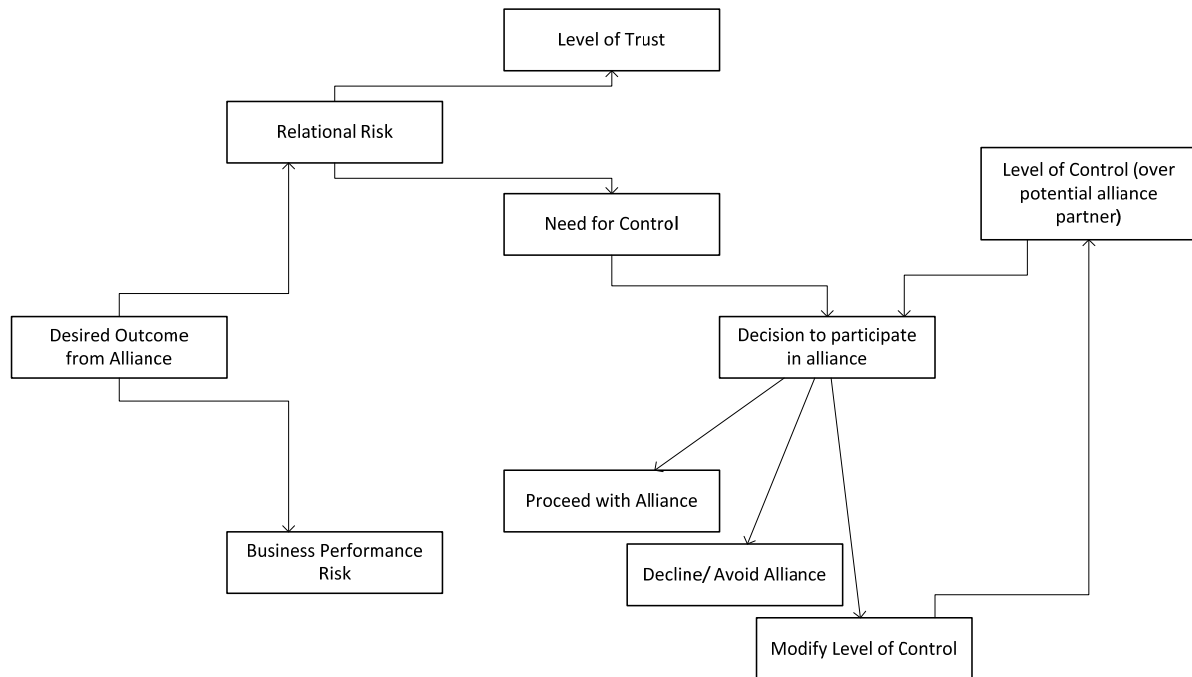 Level of Trust
Relational Risk
Level of Control (over
potential alliance
partner)
Need for Control
Desired Outcome
from Alliance
Decision to participate
in alliance
Proceed with Alliance
Business Performance
Risk
Decline/ Avoid Alliance
Modify Level of Control